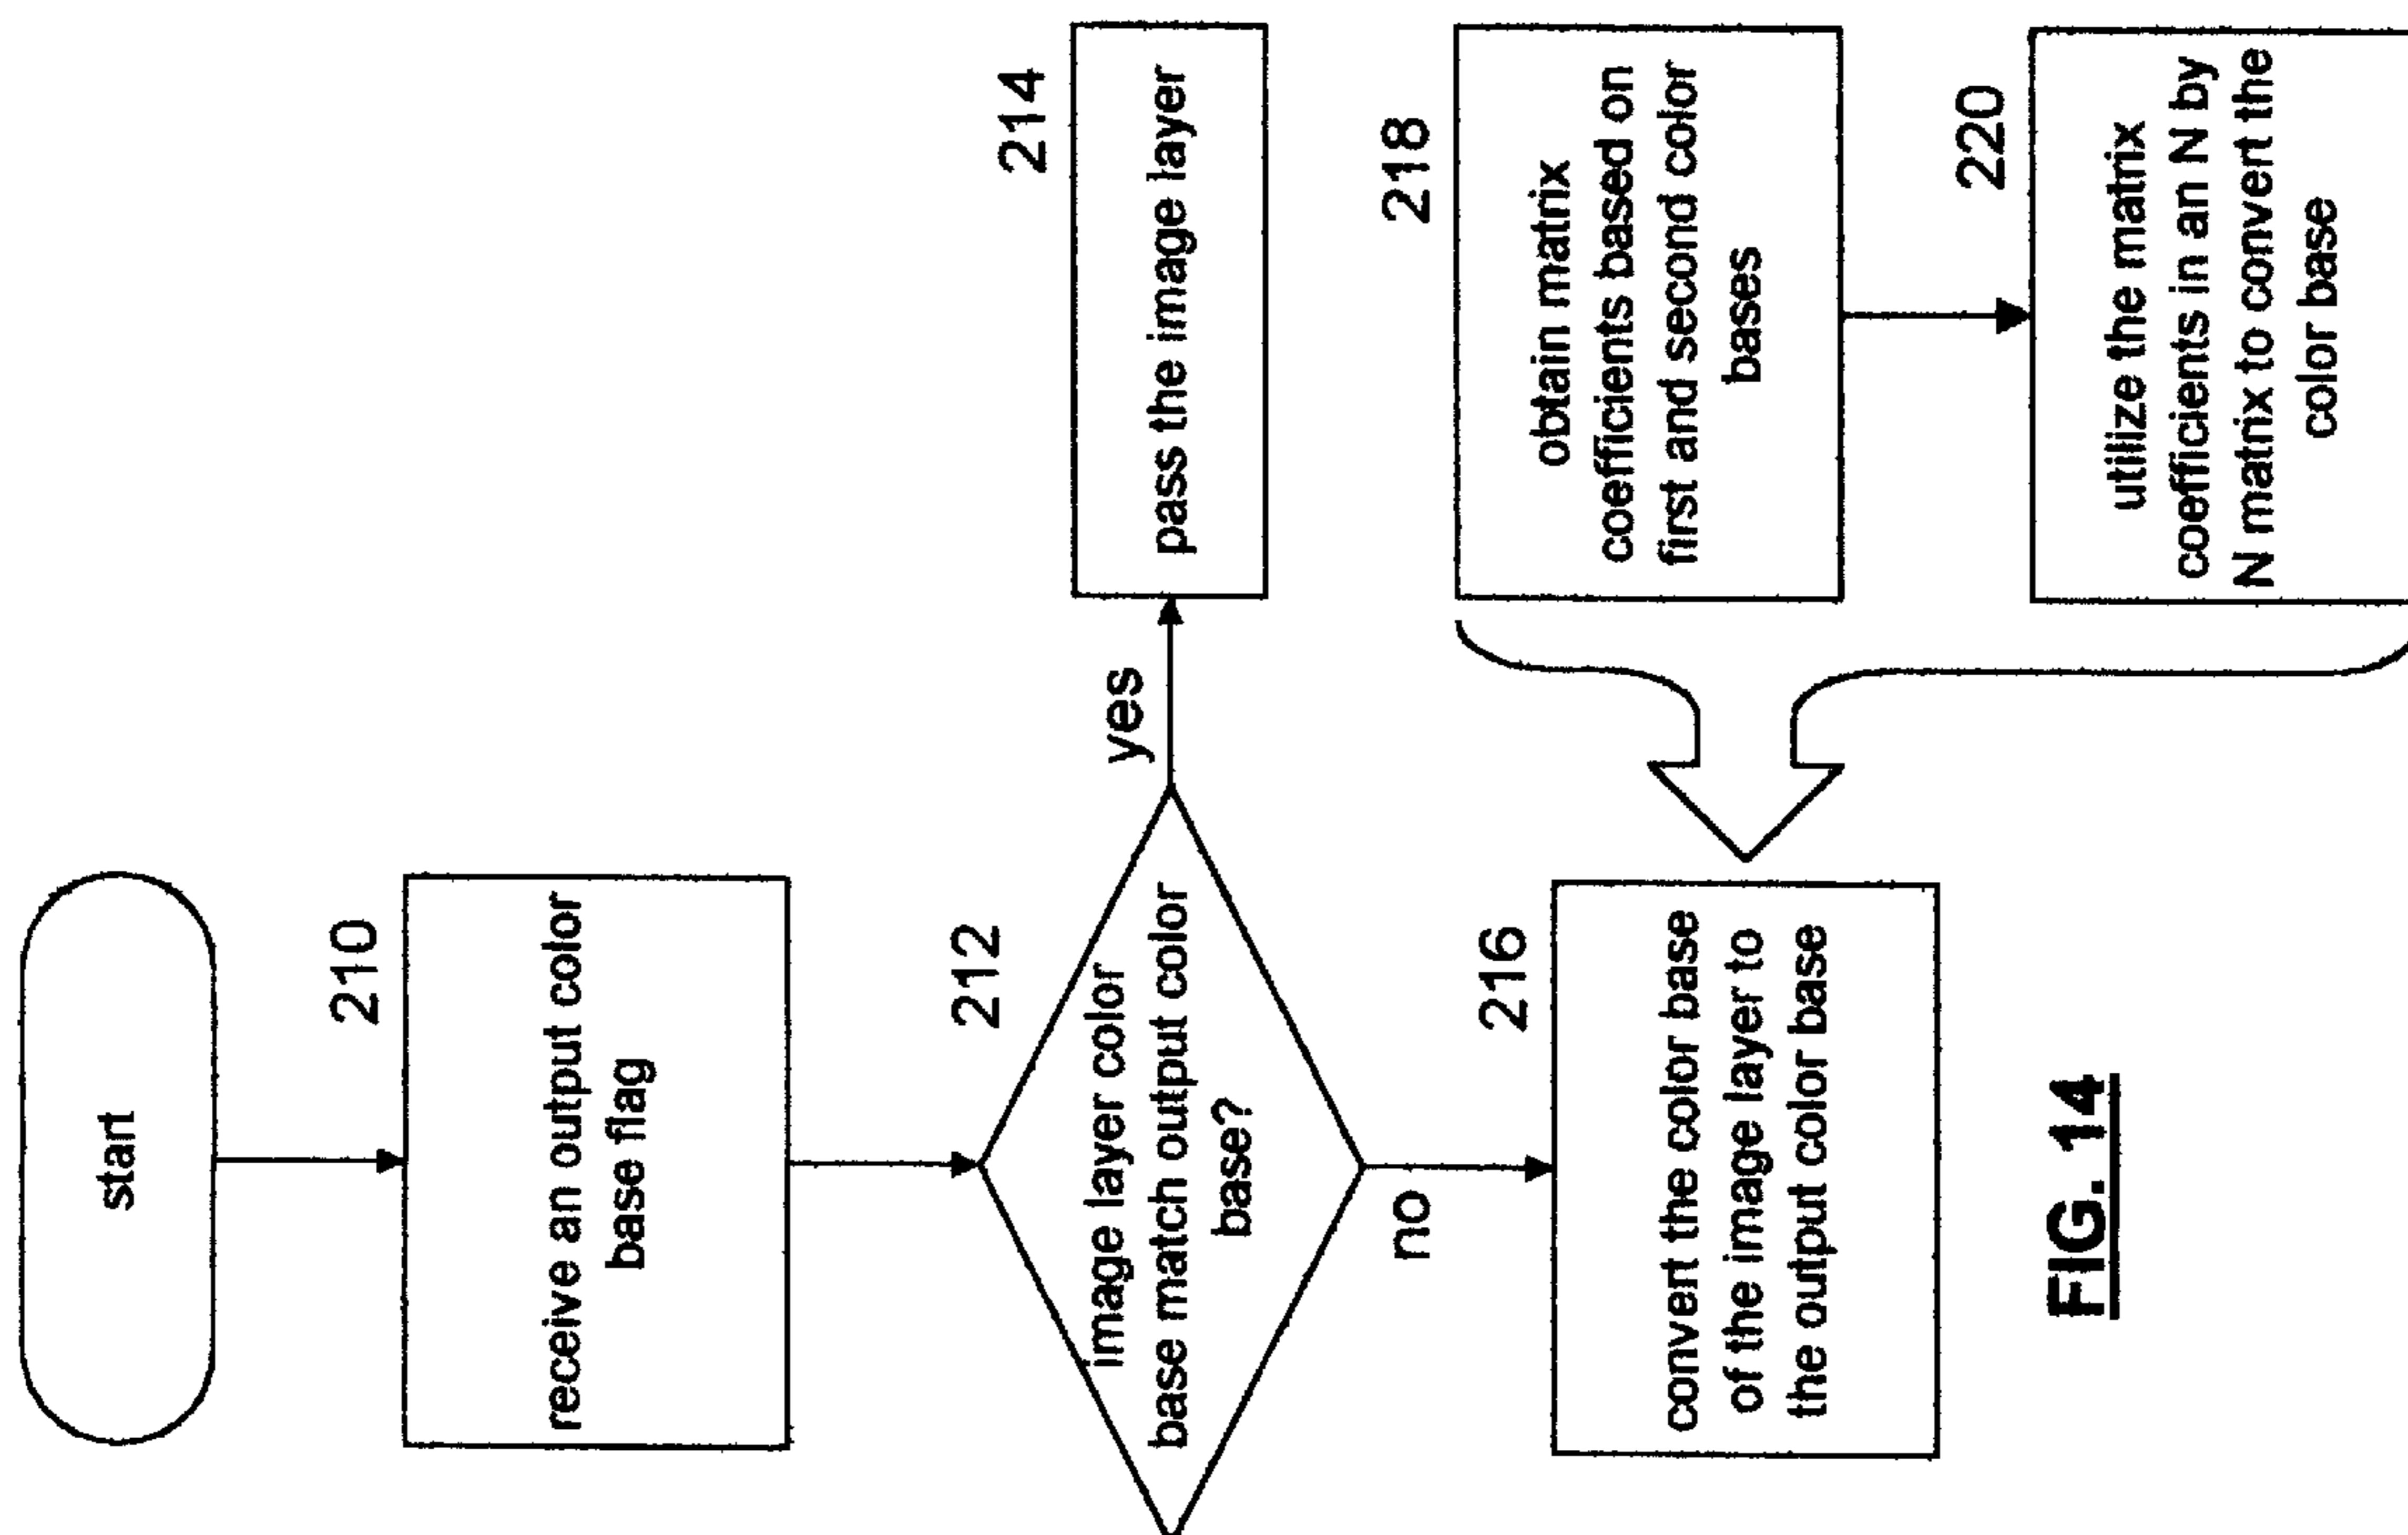 start
210
receive an output color
base flag
212
image layer color
base match output color
base?
yes
214
pass the image layer
no
216
convert the color base
of the image layer to
the output color base
218
obtain matrix
coefficients based on
first and second color
bases
220
utilize the matrix
coefficients in an N by
N matrix to convert the
color base
FIG. 14